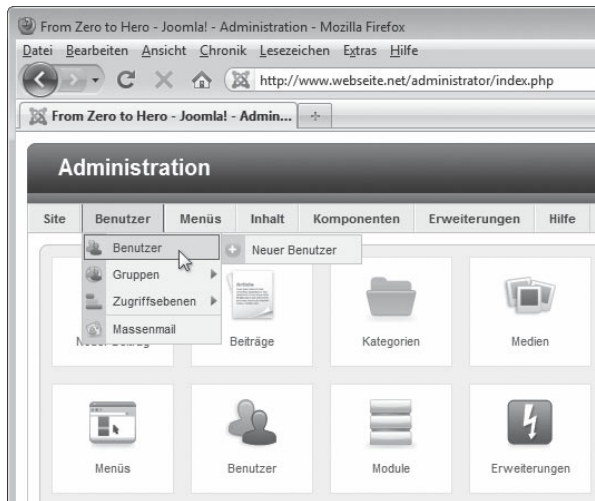 From Zero to Hero - Joomla! - Administration - Mozilla Firefox
Datei Bearbeiten Ansicht Chronik Lesezeichen Extras Hilfe
http://www.webseite.net/administrator/index.php
From Zero to Hero - Joomla! - Admin...
Administration
Site Benutzer Menüs Inhalt Komponenten Erweiterungen Hilfe
Benutzer Neuer Benutzer
Gruppen
Zugriffsebenen
Massenmail
Beiträge Kategorien Medien
Menüs Benutzer Module Erweiterungen